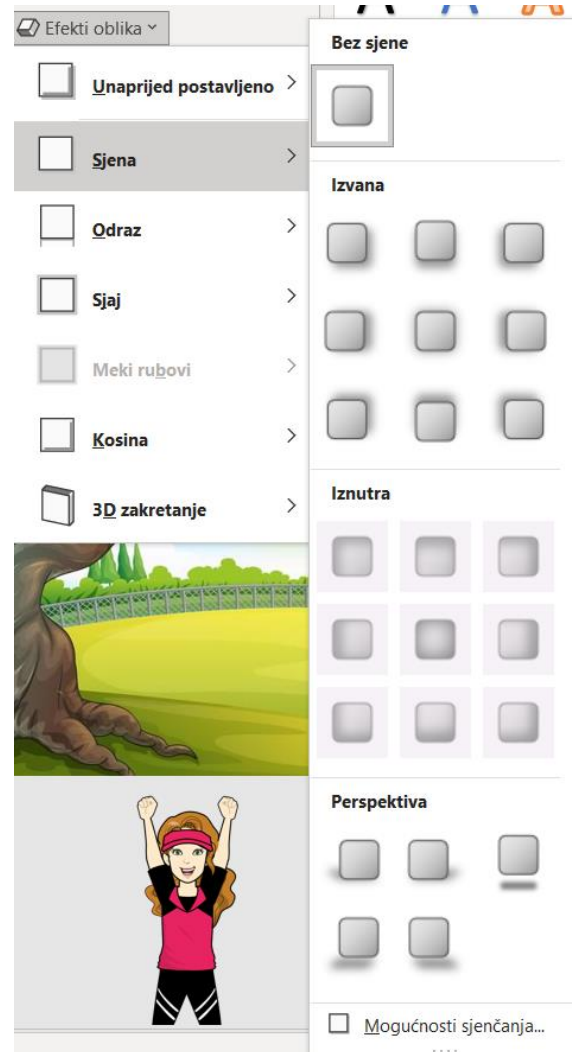 Efekti oblika
Unaprijed postavljeno
Sjena
Odraz
Sjaj
Meki rubovi
Kosina
3D zakretanje
Bez sjene
Izvana
Iznutra
Perspektiva
Mogućnosti sjenčanja...